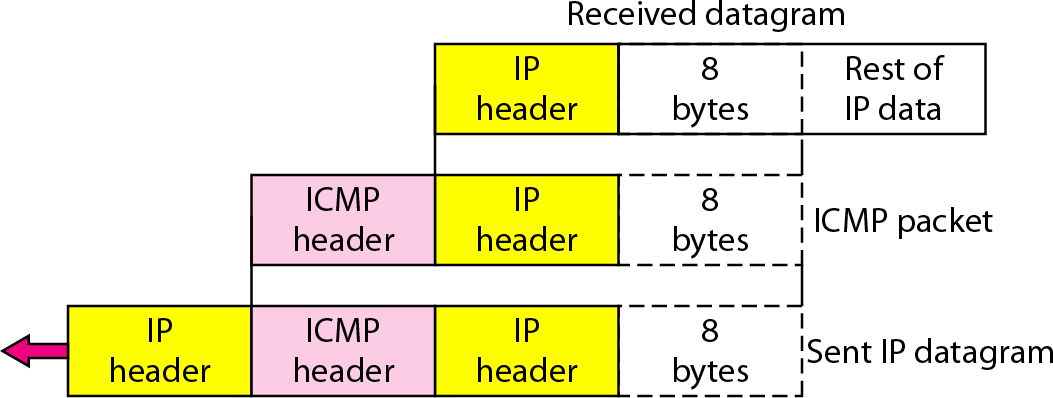 Received datagram
IP header
8 bytes
Rest of IP data
ICMP header
IP header
8 bytes
ICMP packet
IP header
ICMP header
IP header
8 bytes
Sent IP datagram